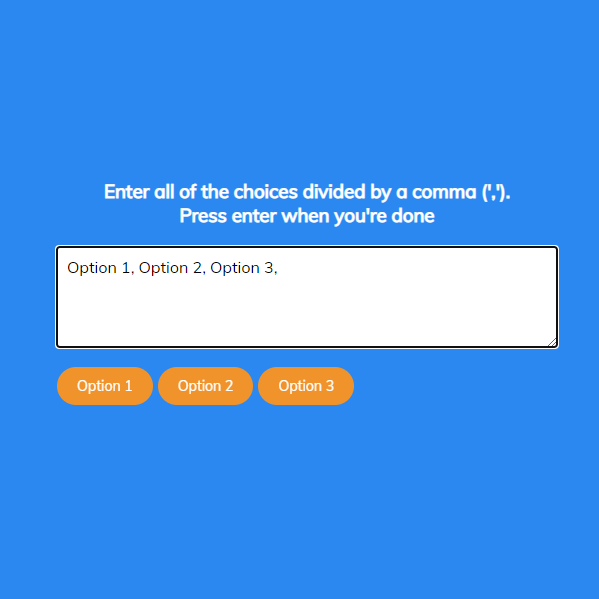 Enter all of the choices divided by a comma (',').
Press enter when you're done
Option 1, Option 2, Option 3,
Option 1 Option 2 Option 3